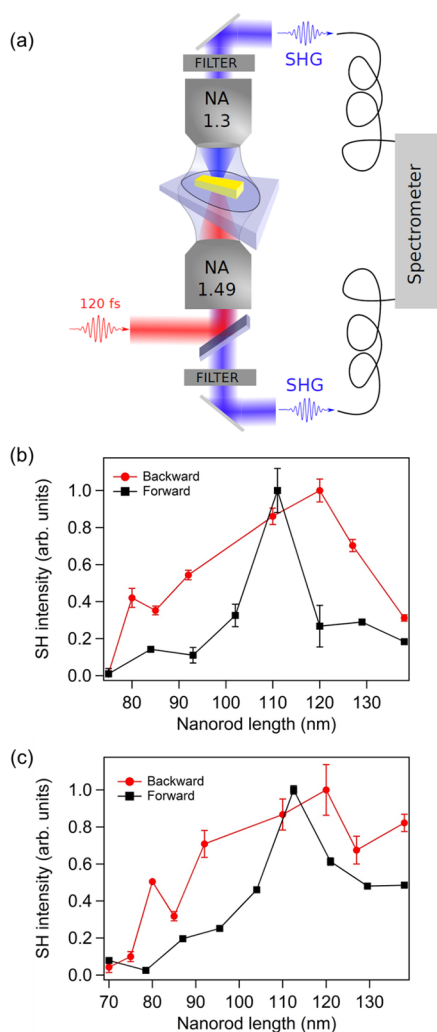 (a)
FILTER
SHG
NA
1.3
NA
1.49
Spectrometer
120 fs
FILTER
SHG
(b)
Backward
Forward
SH intensity (arb. units)
1.0
0.8
0.6
0.4
0.2
0.0
80
90
100
110
120
130
Nanorod length (nm)
(c)
Backward
Forward
SH intensity (arb. units)
1.0
0.8
0.6
0.4
0.2
0.0
70
80
90
100
110
120
130
Nanorod length (nm)